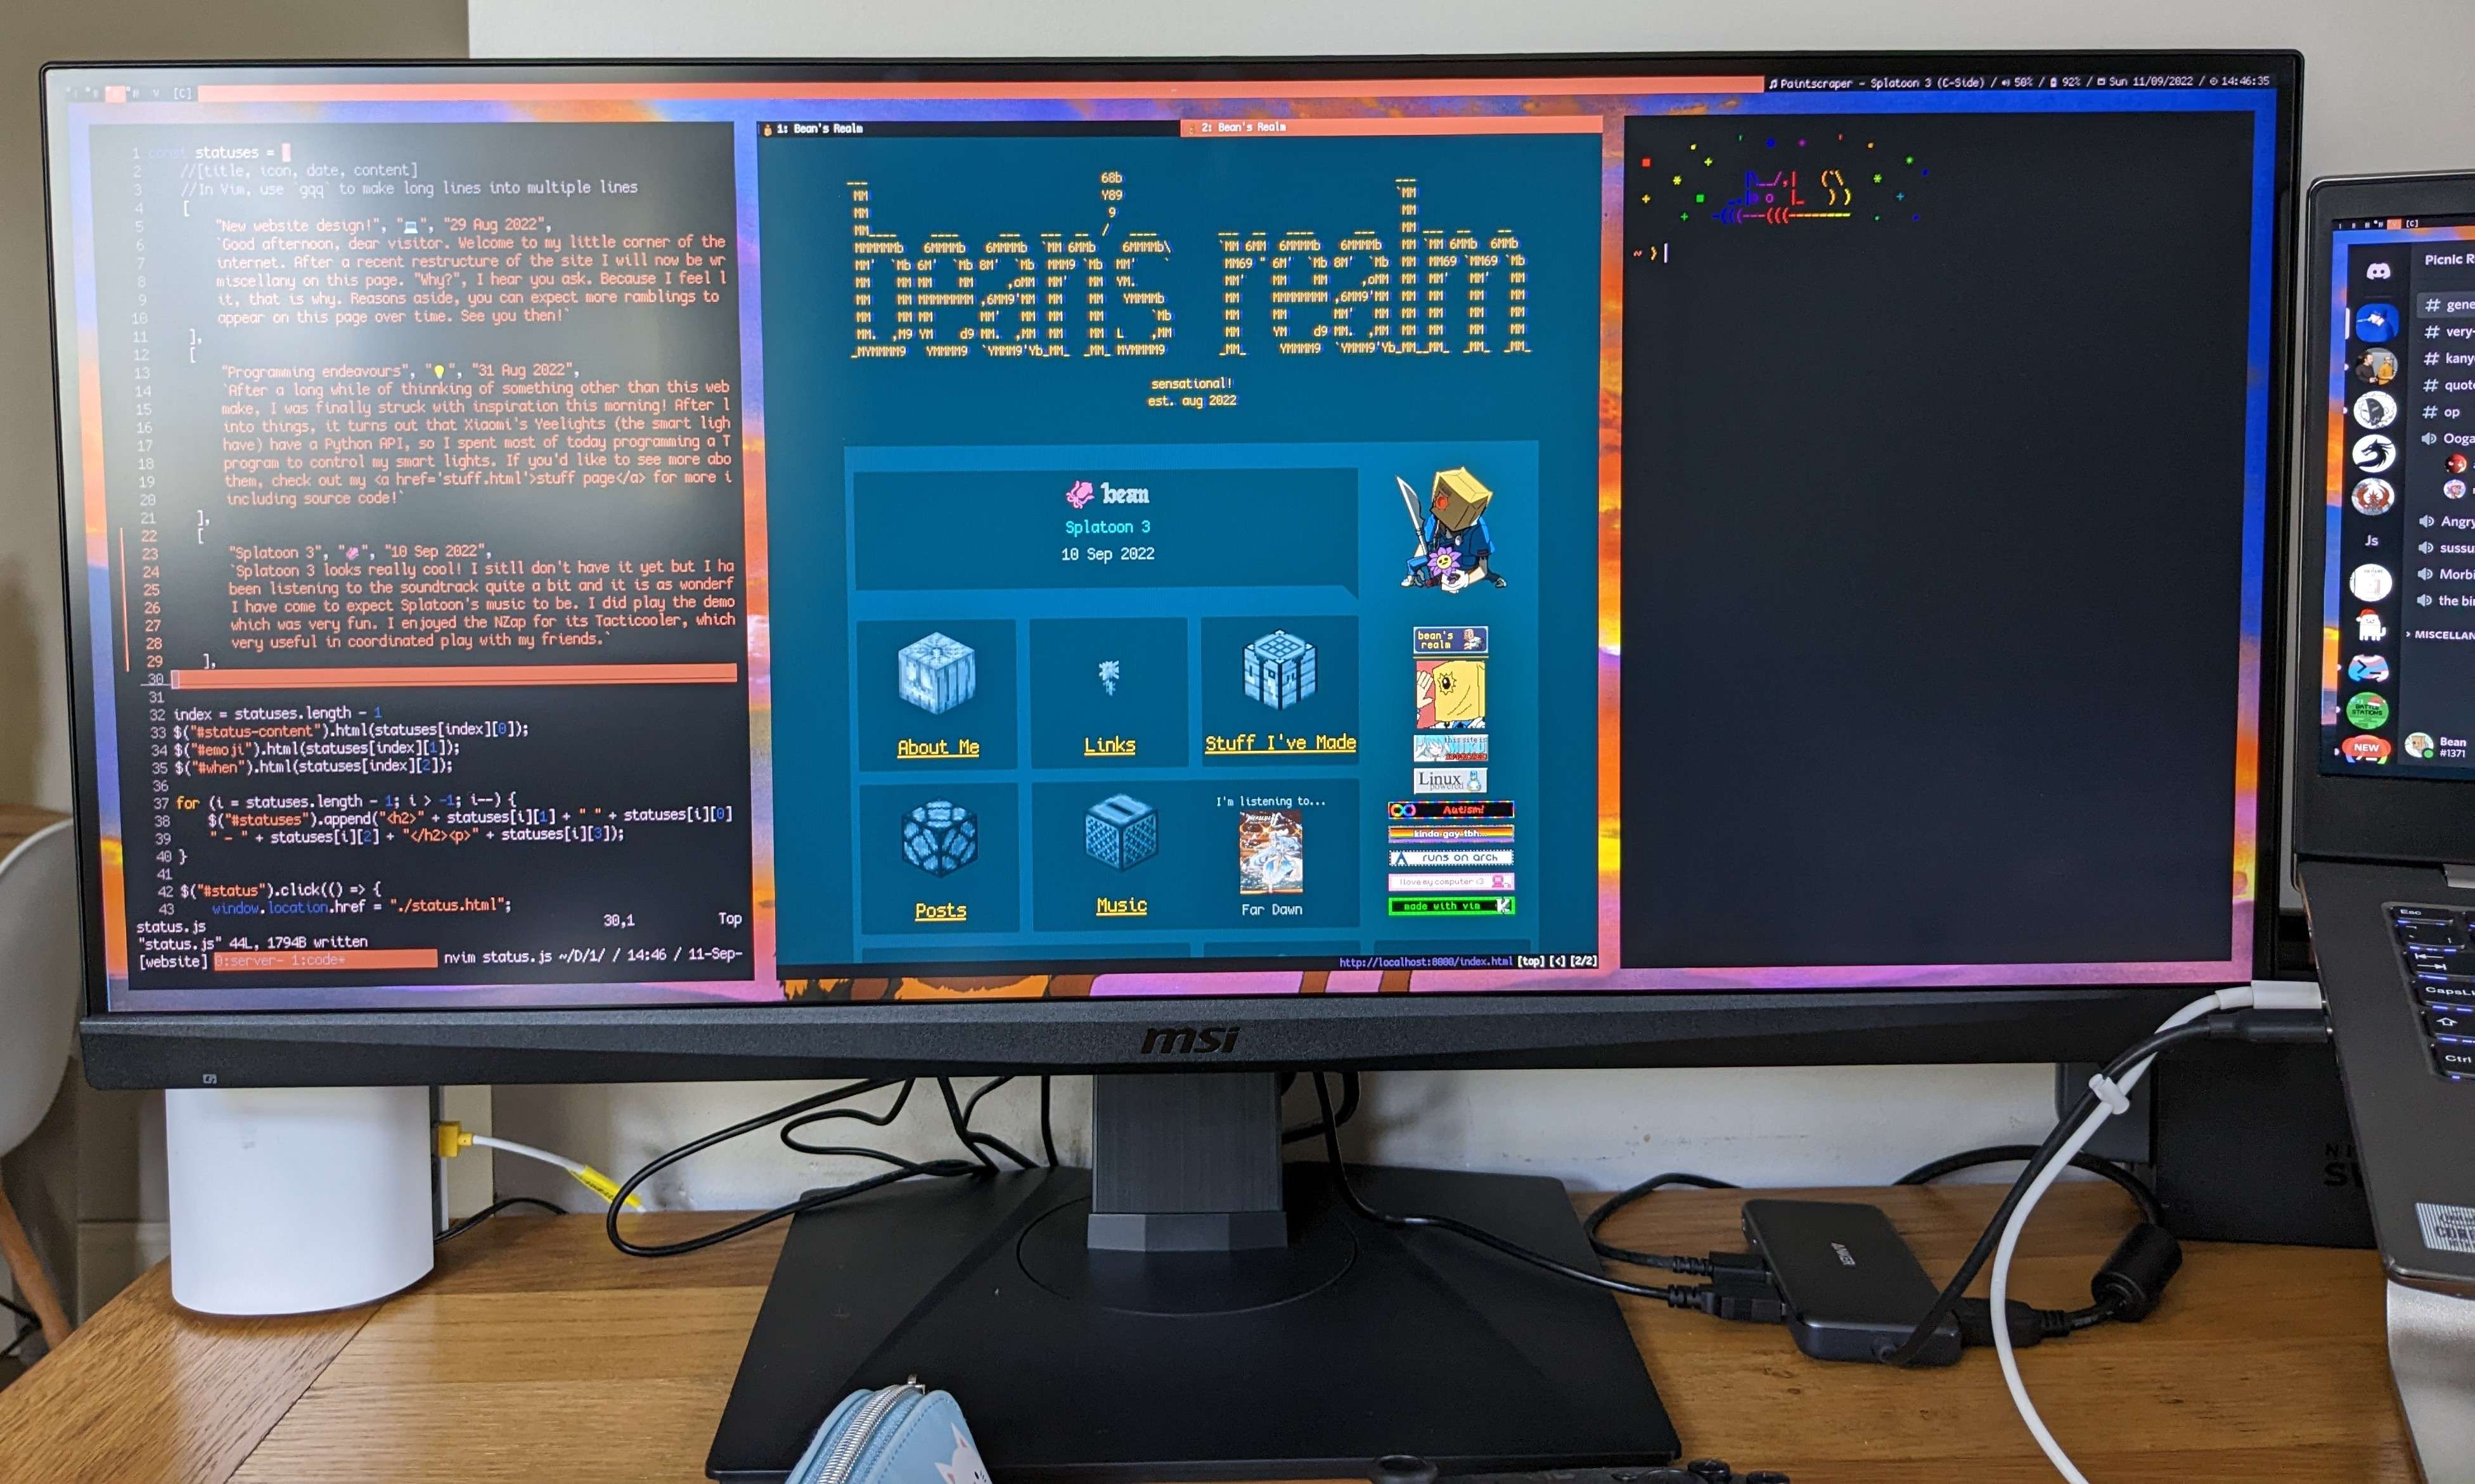 [C]
♫ Paintscraper - Splatoon 3 (C-Side) / 50% / 92% / Sun 11/09/2022 / 14:46:35
1 const statuses =
2 //[title, icon, date, content]
3 //In Vim, use `gqq` to make long lines into multiple lines
4 [
5 "New website design!", "💻", "29 Aug 2022",
6 `Good afternoon, dear visitor. Welcome to my little corner of the
7 internet. After a recent restructure of the site I will now be wr
8 miscellany on this page. "Why?", I hear you ask. Because I feel l
9 it, that is why. Reasons aside, you can expect more ramblings to
10 appear on this page over time. See you then!`
11 ],
12 [
13 "Programming endeavours", "💡", "31 Aug 2022",
14 `After a long while of thinnking of something other than this web
15 make, I was finally struck with inspiration this morning! After l
16 into things, it turns out that Xiaomi's Yeelights (the smart ligh
17 have) have a Python API, so I spent most of today programming a T
18 program to control my smart lights. If you'd like to see more abo
19 them, check out my <a href='stuff.html'>stuff page</a> for more i
20 including source code!`
21 ],
22 [
23 "Splatoon 3", "🦑", "10 Sep 2022",
24 `Splatoon 3 looks really cool! I sitll don't have it yet but I ha
25 been listening to the soundtrack quite a bit and it is as wonderf
26 I have come to expect Splatoon's music to be. I did play the demo
27 which was very fun. I enjoyed the NZap for its Tacticooler, which
28 very useful in coordinated play with my friends.`
29 ],
30 ]
31
32 index = statuses.length - 1
33 $("#status-content").html(statuses[index][0]);
34 $("#emoji").html(statuses[index][1]);
35 $("#when").html(statuses[index][2]);
36
37 for (i = statuses.length - 1; i > -1; i--) {
38 $("#statuses").append("<h2>" + statuses[i][1] + " " + statuses[i][0]
39 " - " + statuses[i][2] + "</h2><p>" + statuses[i][3]);
40 }
41
42 $("#status").click(() => {
43 window.location.href = "./status.html";
status.js 30,1 Top
"status.js" 44L, 1794B written
[website] 0:server- 1:code* nvim status.js ~/D/1/ / 14:46 / 11-Sep-
1: Bean's Realm
2: Bean's Realm
bean's realm
sensational!
est. aug 2022
bean
Splatoon 3
10 Sep 2022
About Me
Links
Stuff I've Made
Posts
Music
I'm listening to...
Far Dawn
bean's
realm
this site is
MIKU
Linux
powered
Autism!
kinda gay tbh...
runs on arch
i love my computer <3
made with vim
http://localhost:8000/index.html [top] [<] [2/2]
~ ❯
[C]
Picnic R
# gene
# very-
# kany
# quote
# op
Ooga
Angry
sussu
Morbi
the bir
MISCELLAN
Js
BATTLE
STATIONS
NEW
Bean
#1371
msi
ANKER
Esc
CapsL
Ctrl